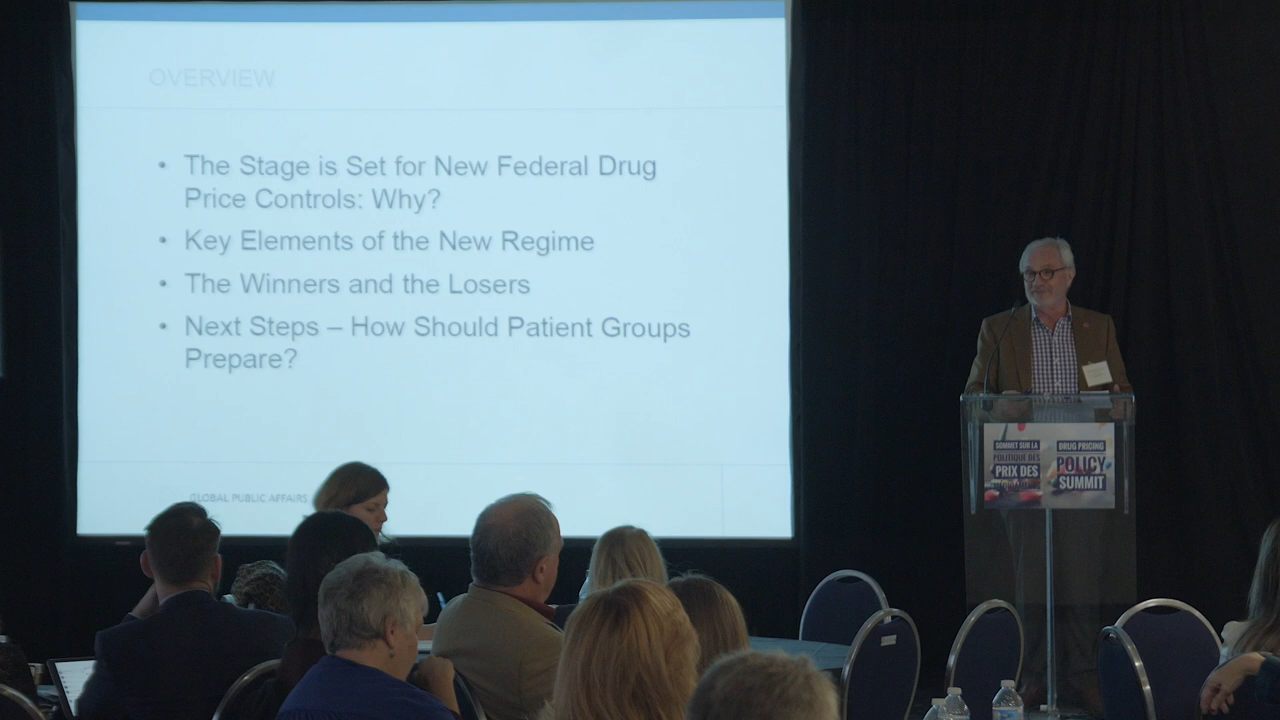 OVERVIEW
• The Stage is Set for New Federal Drug
Price Controls: Why?
• Key Elements of the New Regime
• The Winners and the Losers
• Next Steps – How Should Patient Groups
Prepare?
GLOBAL PUBLIC AFFAIRS
SOMMET SUR LA
POLITIQUE DES
PRIX DES
DRUG PRICING
POLICY
SUMMIT